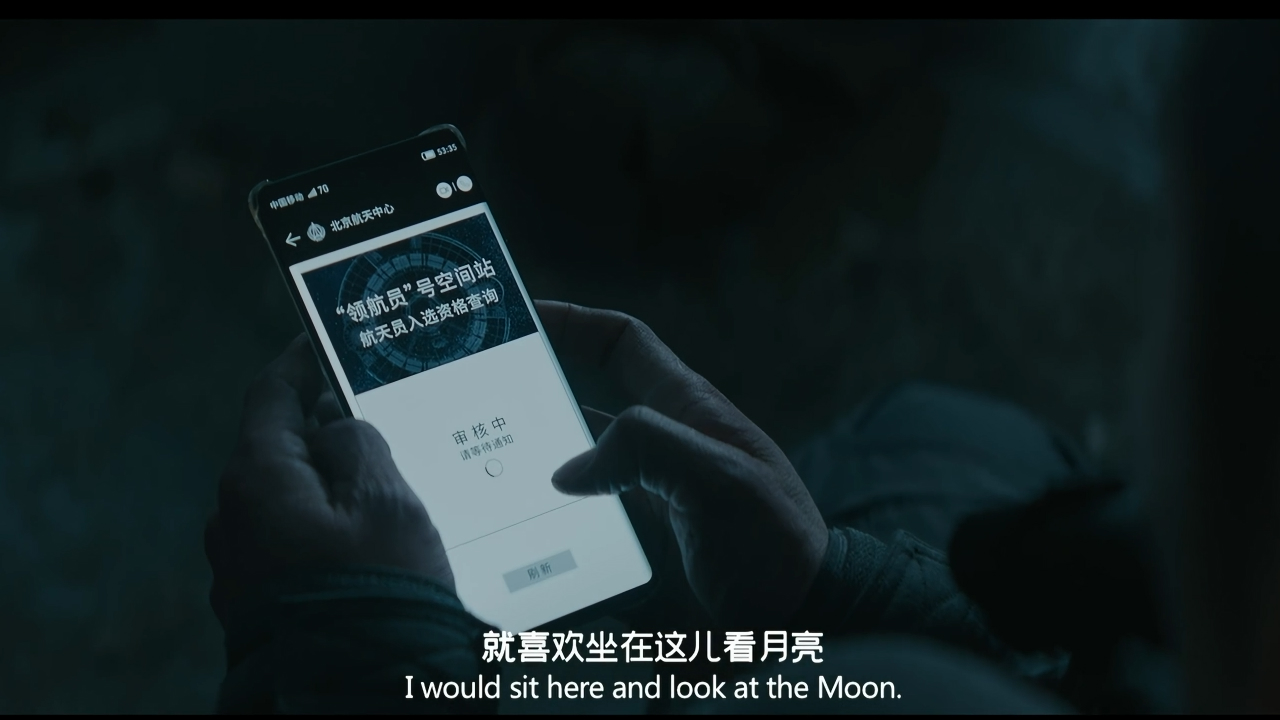 中国移动 7G 53:35
北京航天中心
“领航员”号空间站
航天员入选资格查询
审核中
请等待通知
刷新
就喜欢坐在这儿看月亮
I would sit here and look at the Moon.